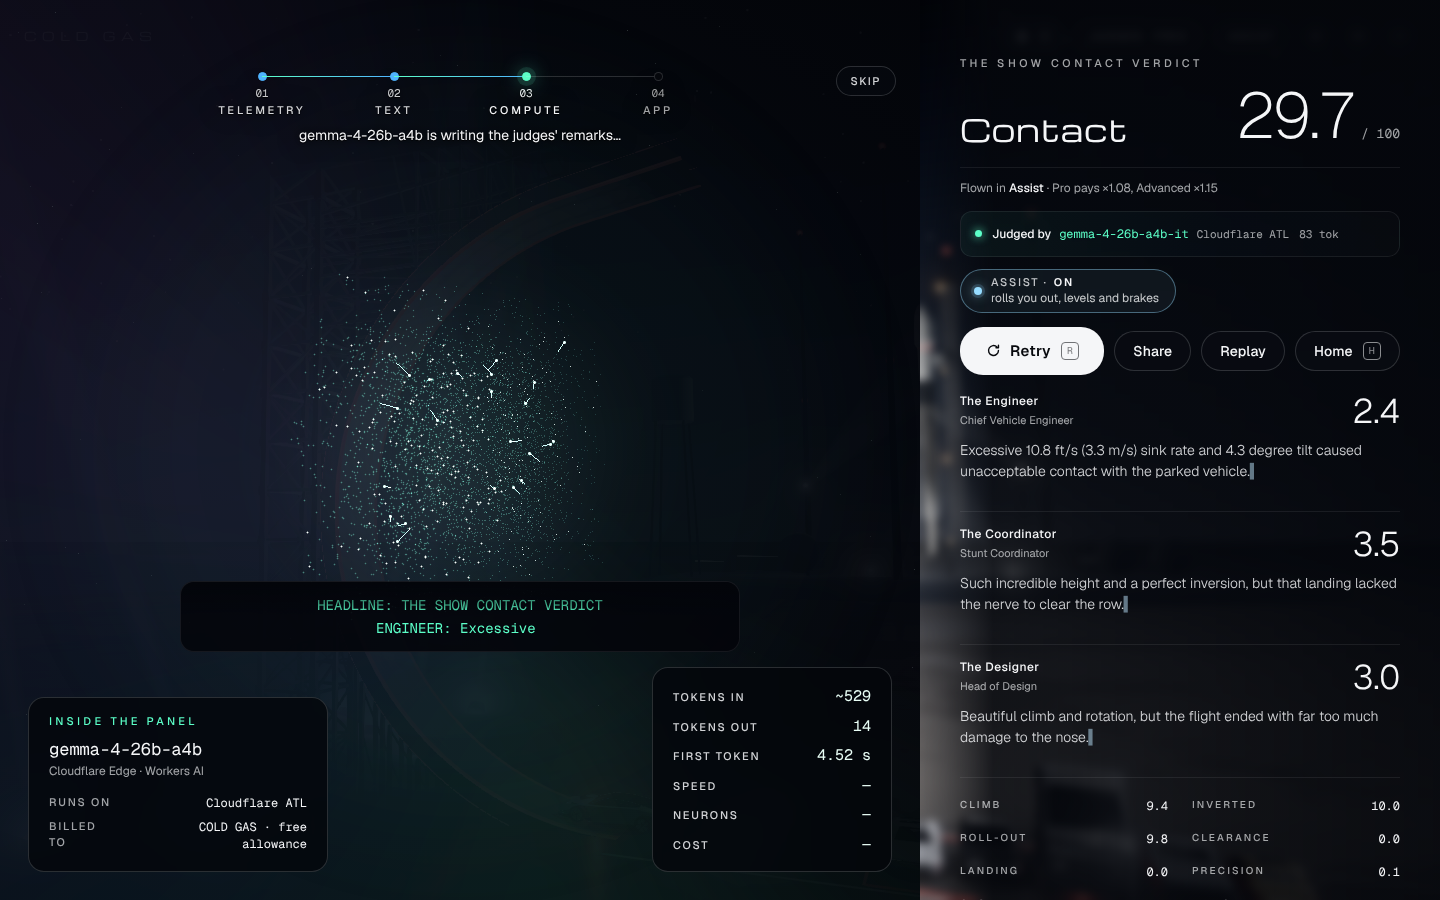 COLD GAS
01
TELEMETRY
02
TEXT
03
COMPUTE
04
APP
SKIP
gemma-4-26b-a4b is writing the judges' remarks...
HEADLINE: THE SHOW CONTACT VERDICT
ENGINEER: Excessive
INSIDE THE PANEL
gemma-4-26b-a4b
Cloudflare Edge · Workers AI
RUNS ON Cloudflare ATL
BILLED TO COLD GAS · free allowance
TOKENS IN ~529
TOKENS OUT 14
FIRST TOKEN 4.52 s
SPEED —
NEURONS —
COST —
THE SHOW CONTACT VERDICT
Contact 29.7 / 100
Flown in Assist · Pro pays ×1.08, Advanced ×1.15
Judged by gemma-4-26b-a4b-it Cloudflare ATL 83 tok
ASSIST · ON
rolls you out, levels and brakes
Retry R Share Replay Home H
The Engineer
Chief Vehicle Engineer
2.4
Excessive 10.8 ft/s (3.3 m/s) sink rate and 4.3 degree tilt caused
unacceptable contact with the parked vehicle.
The Coordinator
Stunt Coordinator
3.5
Such incredible height and a perfect inversion, but that landing lacked
the nerve to clear the row.
The Designer
Head of Design
3.0
Beautiful climb and rotation, but the flight ended with far too much
damage to the nose.
CLIMB 9.4 INVERTED 10.0
ROLL-OUT 9.8 CLEARANCE 0.0
LANDING 0.0 PRECISION 0.1